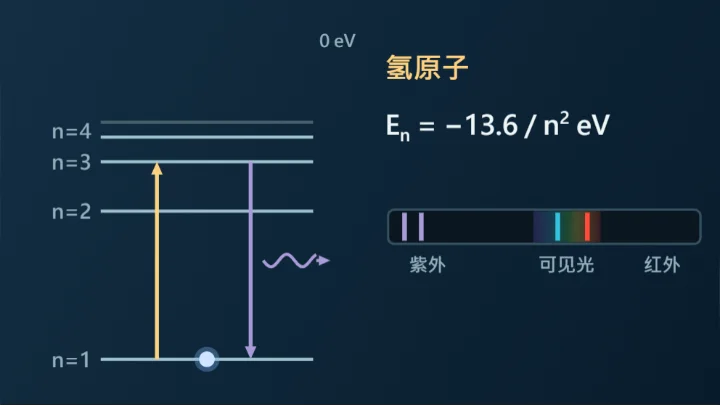 0 eV
氢原子
Eₙ = −13.6 / n² eV
n=4
n=3
n=2
n=1
紫外 可见光 红外